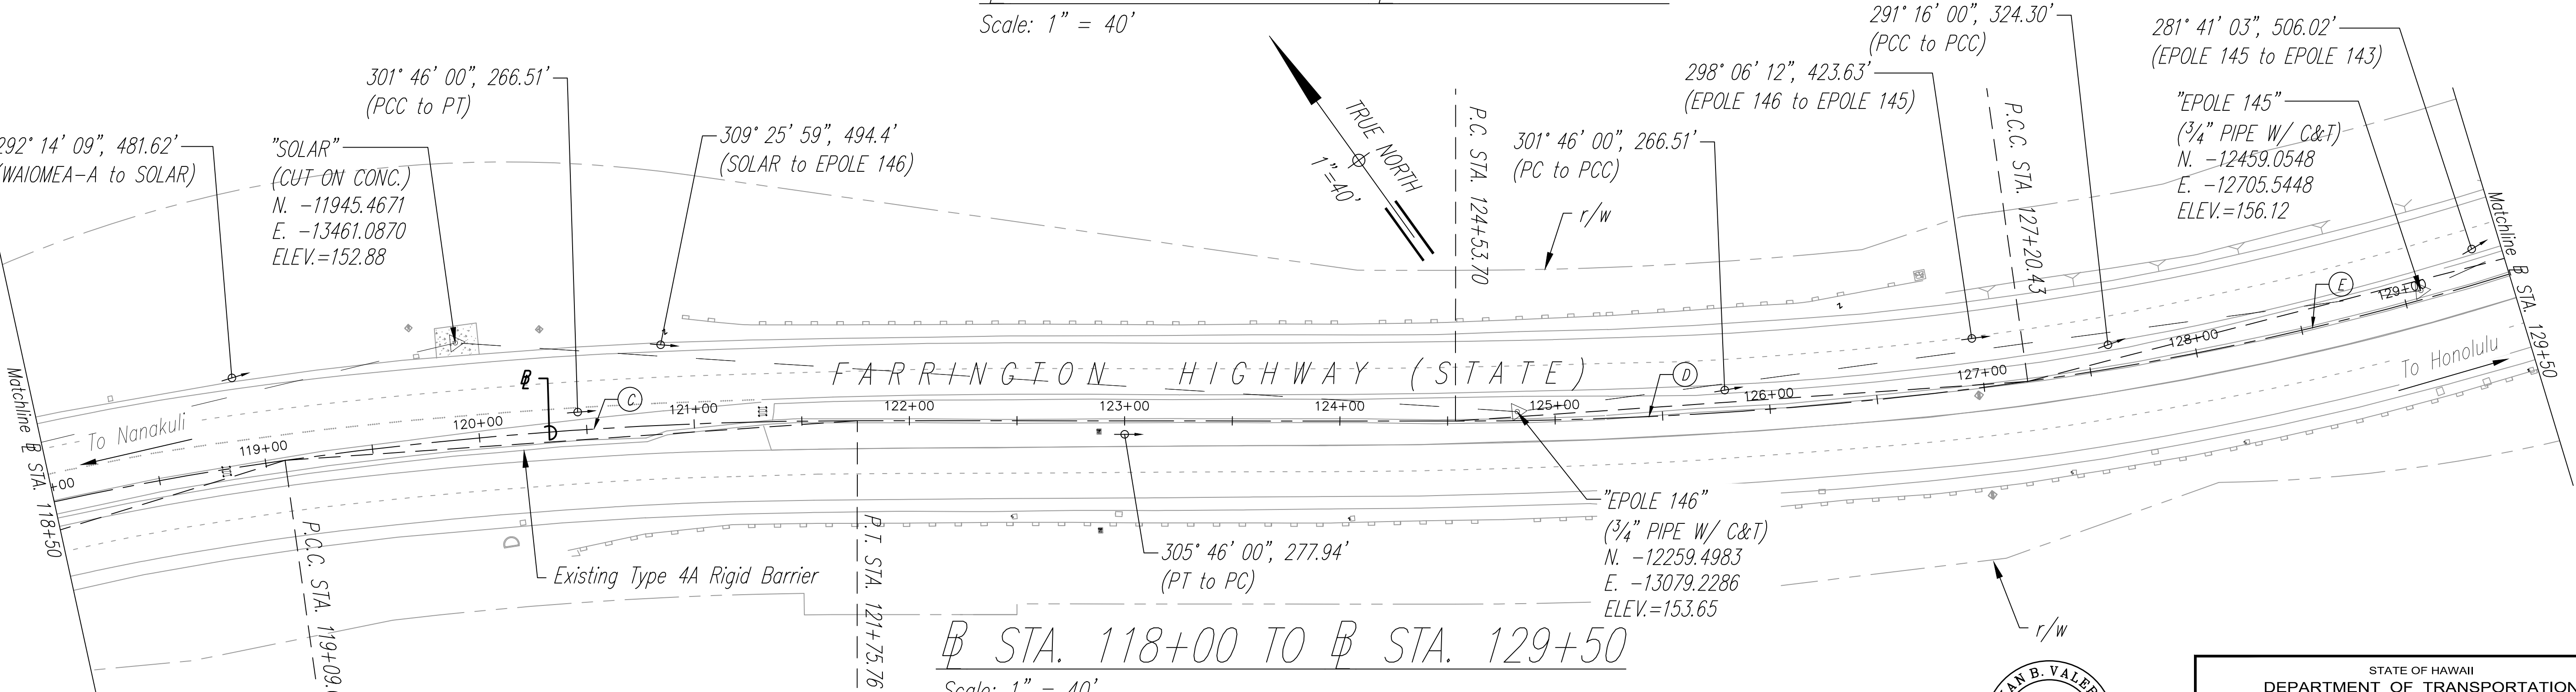 Scale: 1" = 40'
291° 16' 00", 324.30'
(PCC to PCC)
281° 41' 03", 506.02'
(EPOLE 145 to EPOLE 143)
301° 46' 00", 266.51'
(PCC to PT)
298° 06' 12", 423.63'
(EPOLE 146 to EPOLE 145)
"EPOLE 145"
(3/4" PIPE W/ C&T)
N. -12459.0548
E. -12705.5448
ELEV.=156.12
292° 14' 09", 481.62'
(WAIOMEA-A to SOLAR)
"SOLAR"
(CUT ON CONC.)
N. -11945.4671
E. -13461.0870
ELEV.=152.88
309° 25' 59", 494.4'
(SOLAR to EPOLE 146)
TRUE NORTH
1"=40'
P.C. STA. 124+53.70
301° 46' 00", 266.51'
(PC to PCC)
r/w
P.C.C. STA. 127+20.43
Matchline ␢ STA. 129+50
FARRINGTON HIGHWAY (STATE)
Matchline ␢ STA. 118+50
To Nanakuli
+00
119+00
120+00
C
121+00
122+00
123+00
124+00
125+00
D
126+00
127+00
128+00
E
129+00
To Honolulu
P.C.C. STA. 119+09.
Existing Type 4A Rigid Barrier
P.T. STA. 121+75.76
305° 46' 00", 277.94'
(PT to PC)
"EPOLE 146"
(3/4" PIPE W/ C&T)
N. -12259.4983
E. -13079.2286
ELEV.=153.65
r/w
␢ STA. 118+00 TO ␢ STA. 129+50
Scale: 1" = 40'
AN B. VALER
STATE OF HAWAII
DEPARTMENT OF TRANSPORTATION